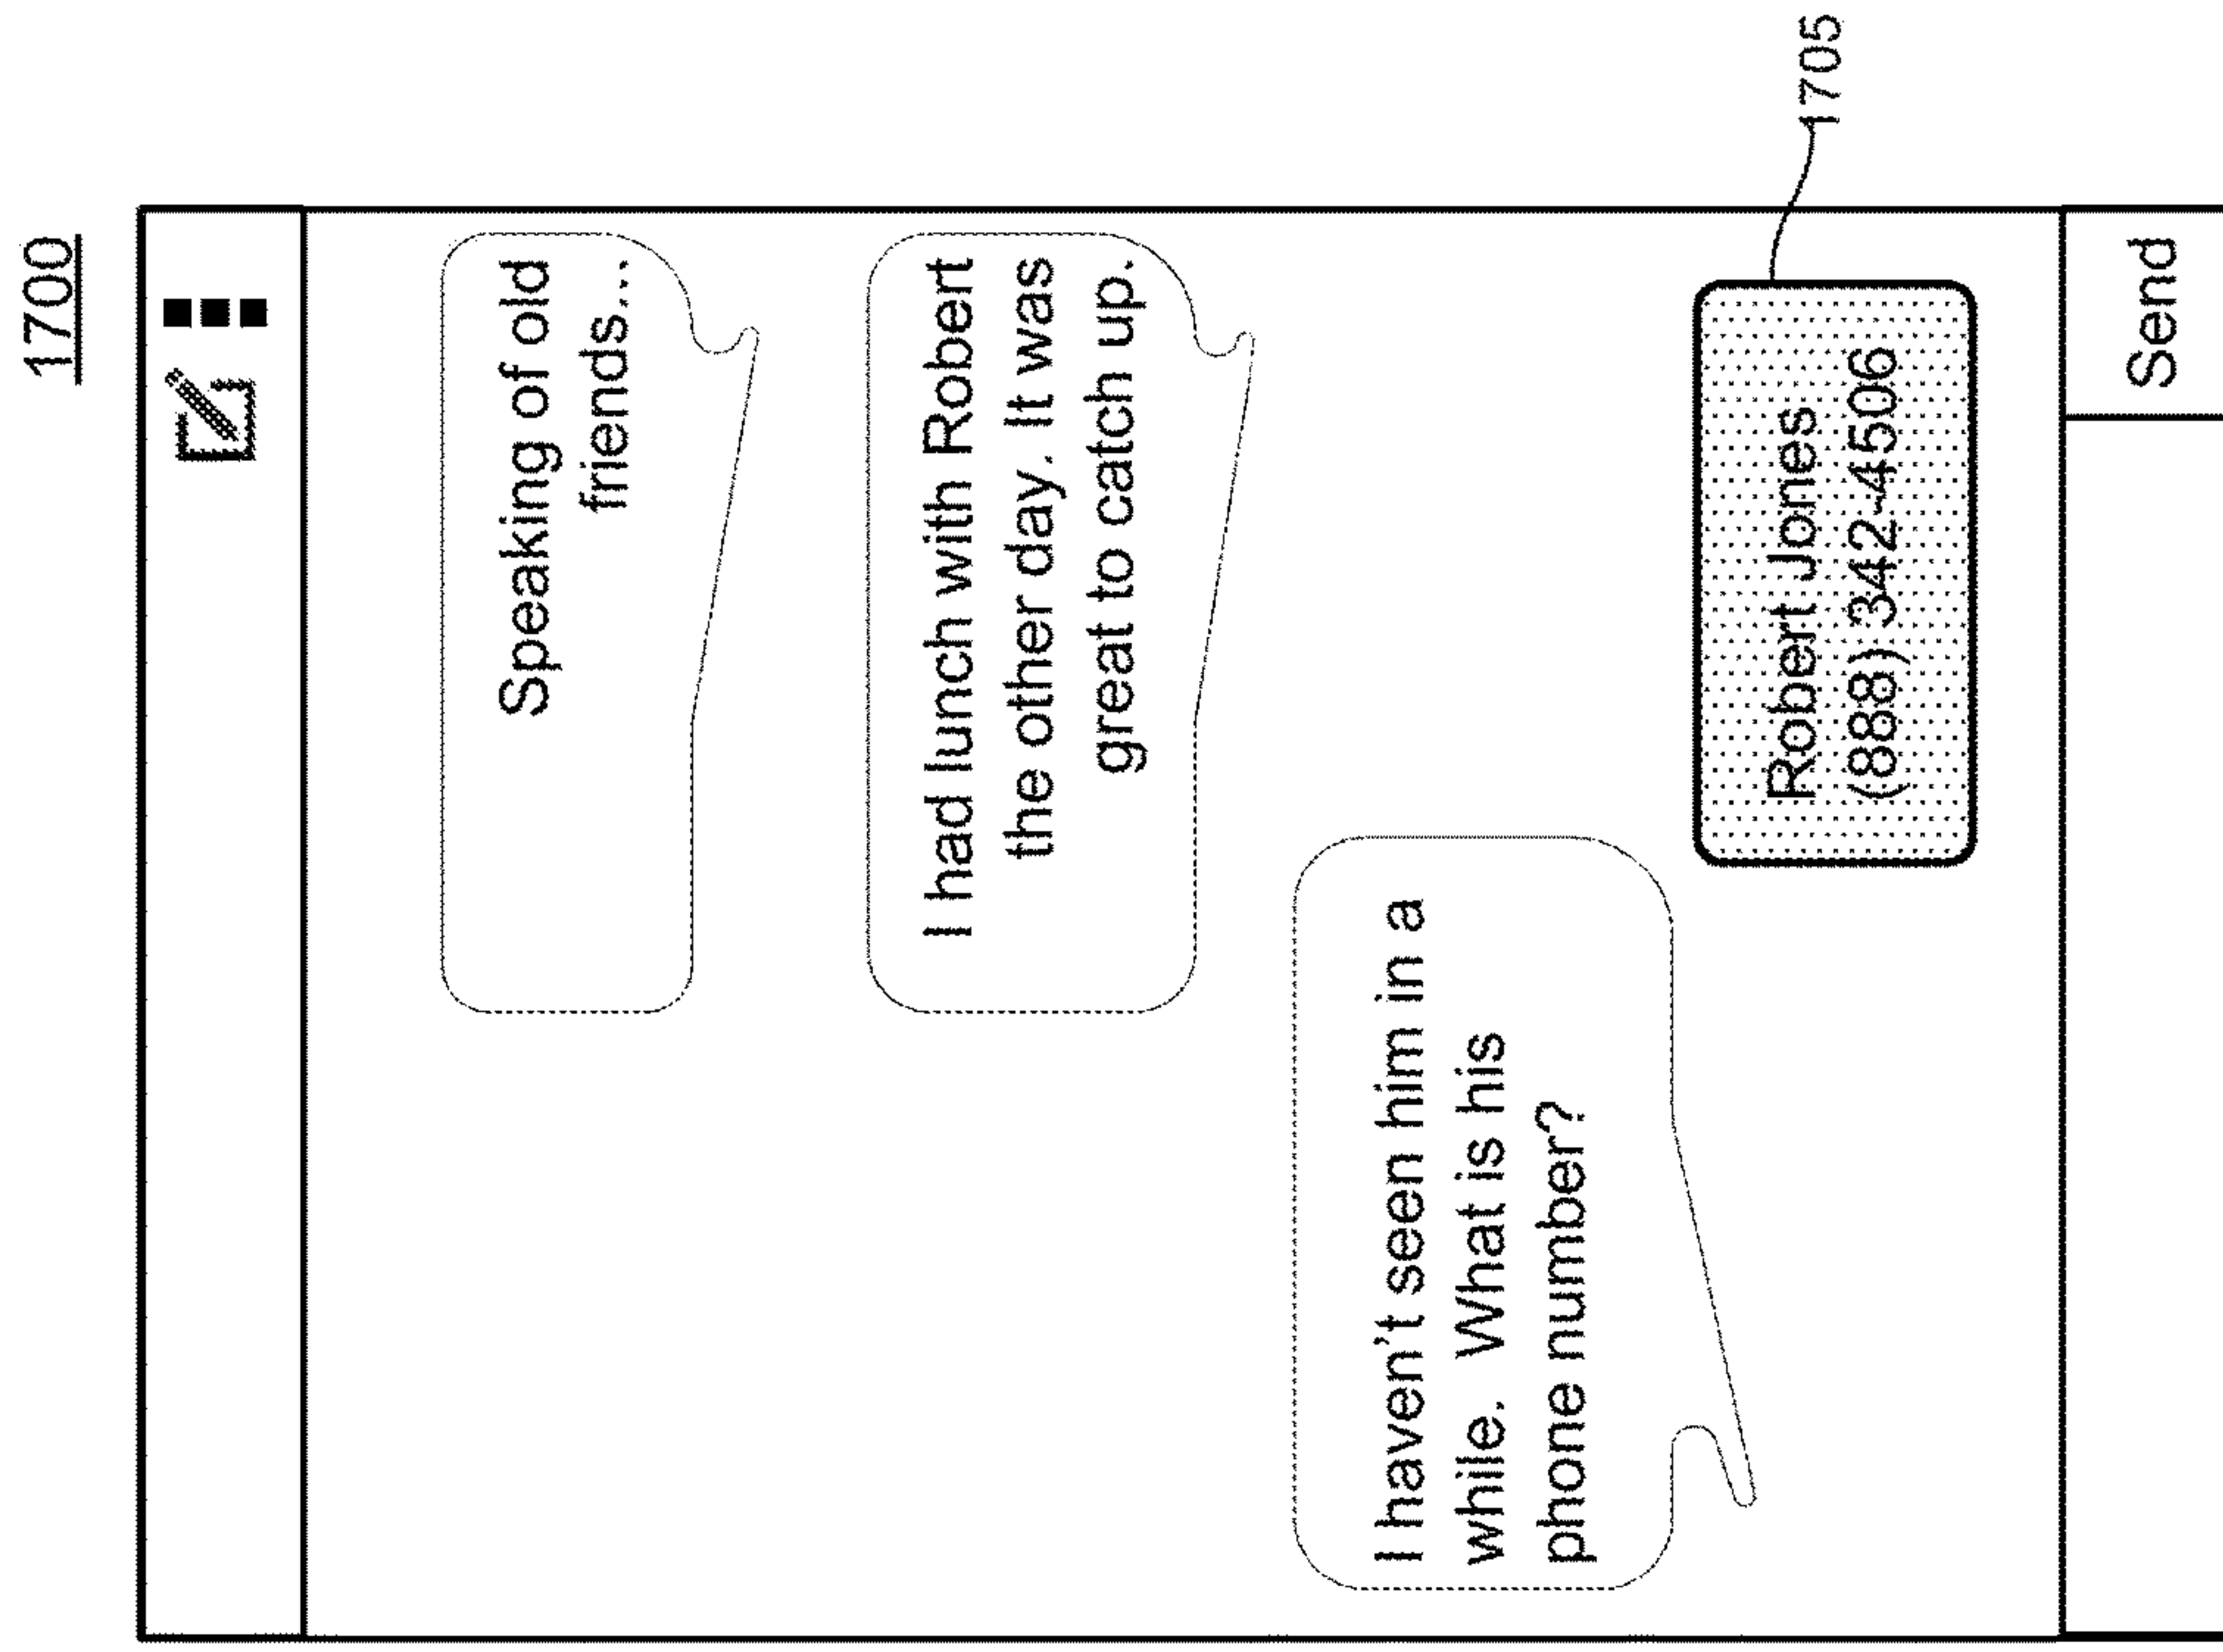 1700
Speaking of old
friends...
I had lunch with Robert
the other day. It was
great to catch up.
I haven't seen him in a
while. What is his
phone number?
Robert Jones
(888) 342-4506
1705
Send